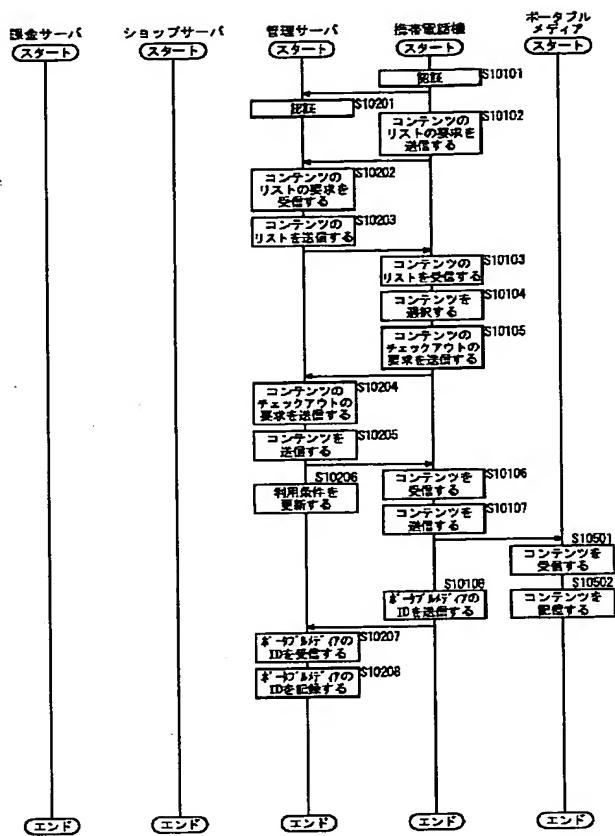 課金サーバ
ショップサーバ
管理サーバ
携帯電話機
ポータブル
メディア
スタート
スタート
スタート
スタート
スタート
認証
S10101
認証
S10201
コンテンツの
リストの要求を
送信する
S10102
コンテンツの
リストの要求を
受信する
S10202
コンテンツの
リストを送信する
S10203
コンテンツの
リストを受信する
S10103
コンテンツを
選択する
S10104
コンテンツの
チェックアウトの
要求を送信する
S10105
コンテンツの
チェックアウトの
要求を送信する
S10204
コンテンツを
送信する
S10205
利用条件を
更新する
S10206
コンテンツを
受信する
S10106
コンテンツを
送信する
S10107
コンテンツを
受信する
S10501
コンテンツを
記憶する
S10502
ポータブルメディアの
IDを送信する
S10108
ポータブルメディアの
IDを受信する
S10207
ポータブルメディアの
IDを記録する
S10208
エンド
エンド
エンド
エンド
エンド